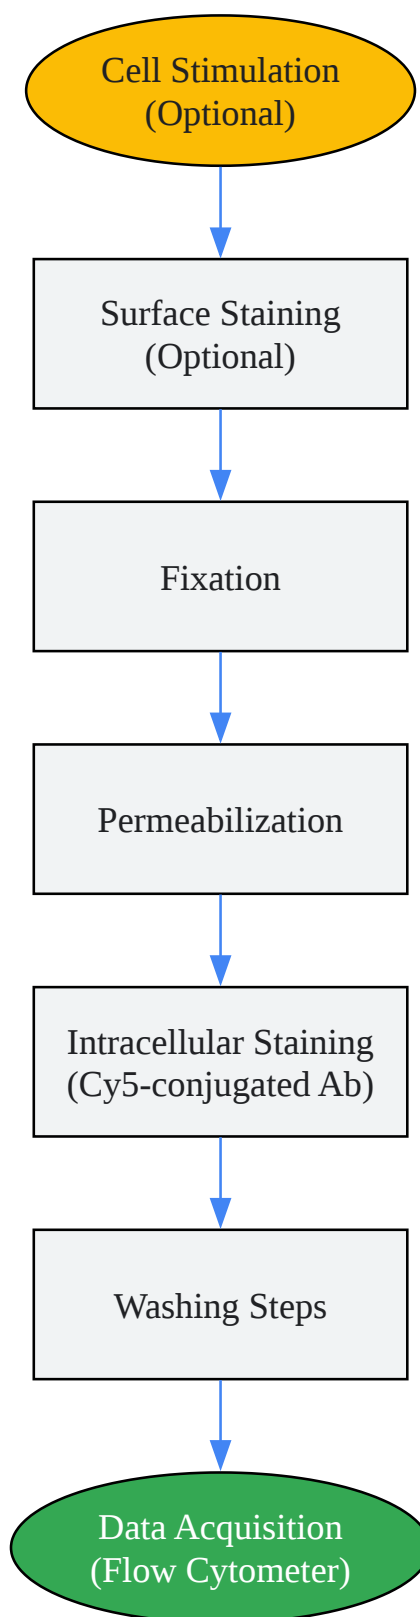 Cell Stimulation
(Optional)
Surface Staining
(Optional)
Fixation
Permeabilization
Intracellular Staining
(Cy5-conjugated Ab)
Washing Steps
Data Acquisition
(Flow Cytometer)